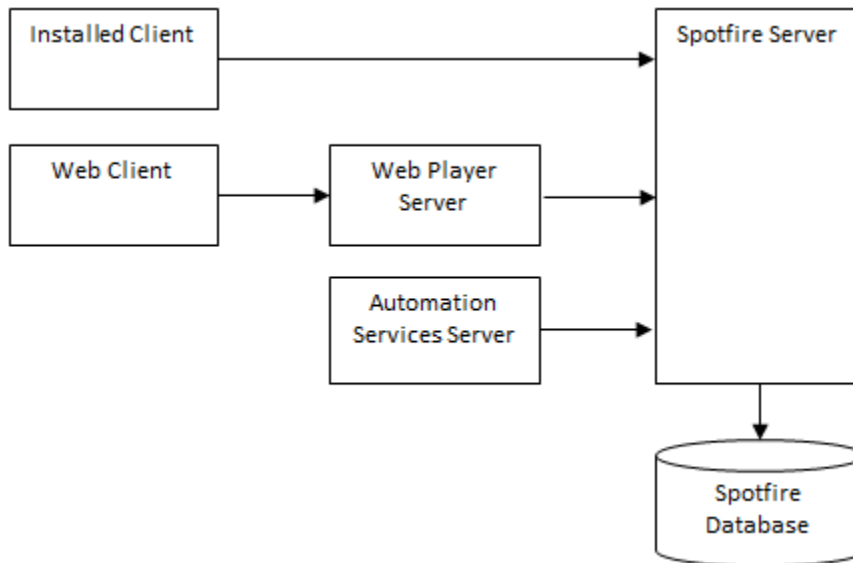 Installed Client
Spotfire Server
Web Client
Web Player
Server
Automation
Services Server
Spotfire
Database